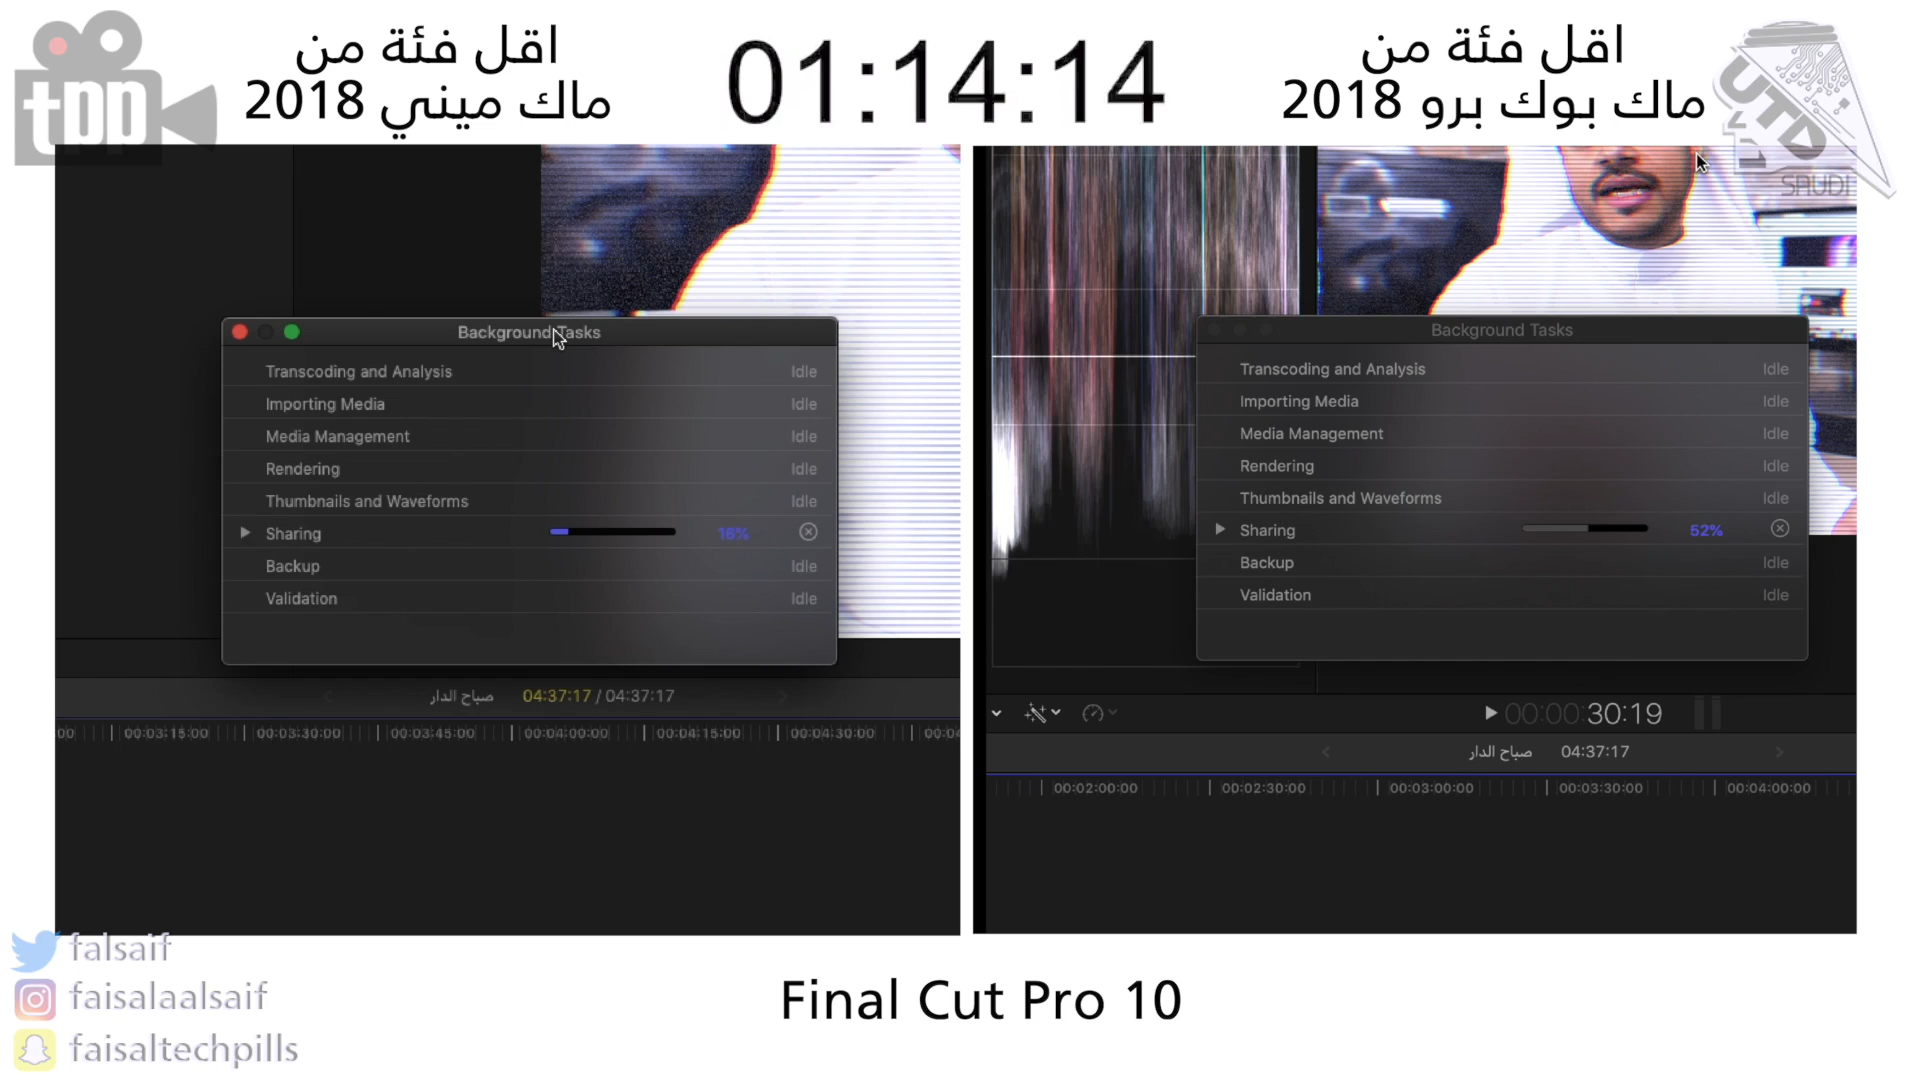 tpp
اقل فئة من
ماك ميني 2018
01:14:14
اقل فئة من
ماك بوك برو 2018
UTD
SAUDI
Background Tasks
Transcoding and Analysis Idle
Importing Media Idle
Media Management Idle
Rendering Idle
Thumbnails and Waveforms Idle
Sharing 16%
Backup Idle
Validation Idle
صباح الدار 04:37:17 / 04:37:17
00:03:15:00 00:03:30:00 00:03:45:00 00:04:00:00 00:04:15:00 00:04:30:00
Background Tasks
Transcoding and Analysis Idle
Importing Media Idle
Media Management Idle
Rendering Idle
Thumbnails and Waveforms Idle
Sharing 52%
Backup Idle
Validation Idle
00:00:30:19
صباح الدار 04:37:17
00:02:00:00 00:02:30:00 00:03:00:00 00:03:30:00 00:04:00:00
falsaif
faisalaalsaif
faisaltechpills
Final Cut Pro 10